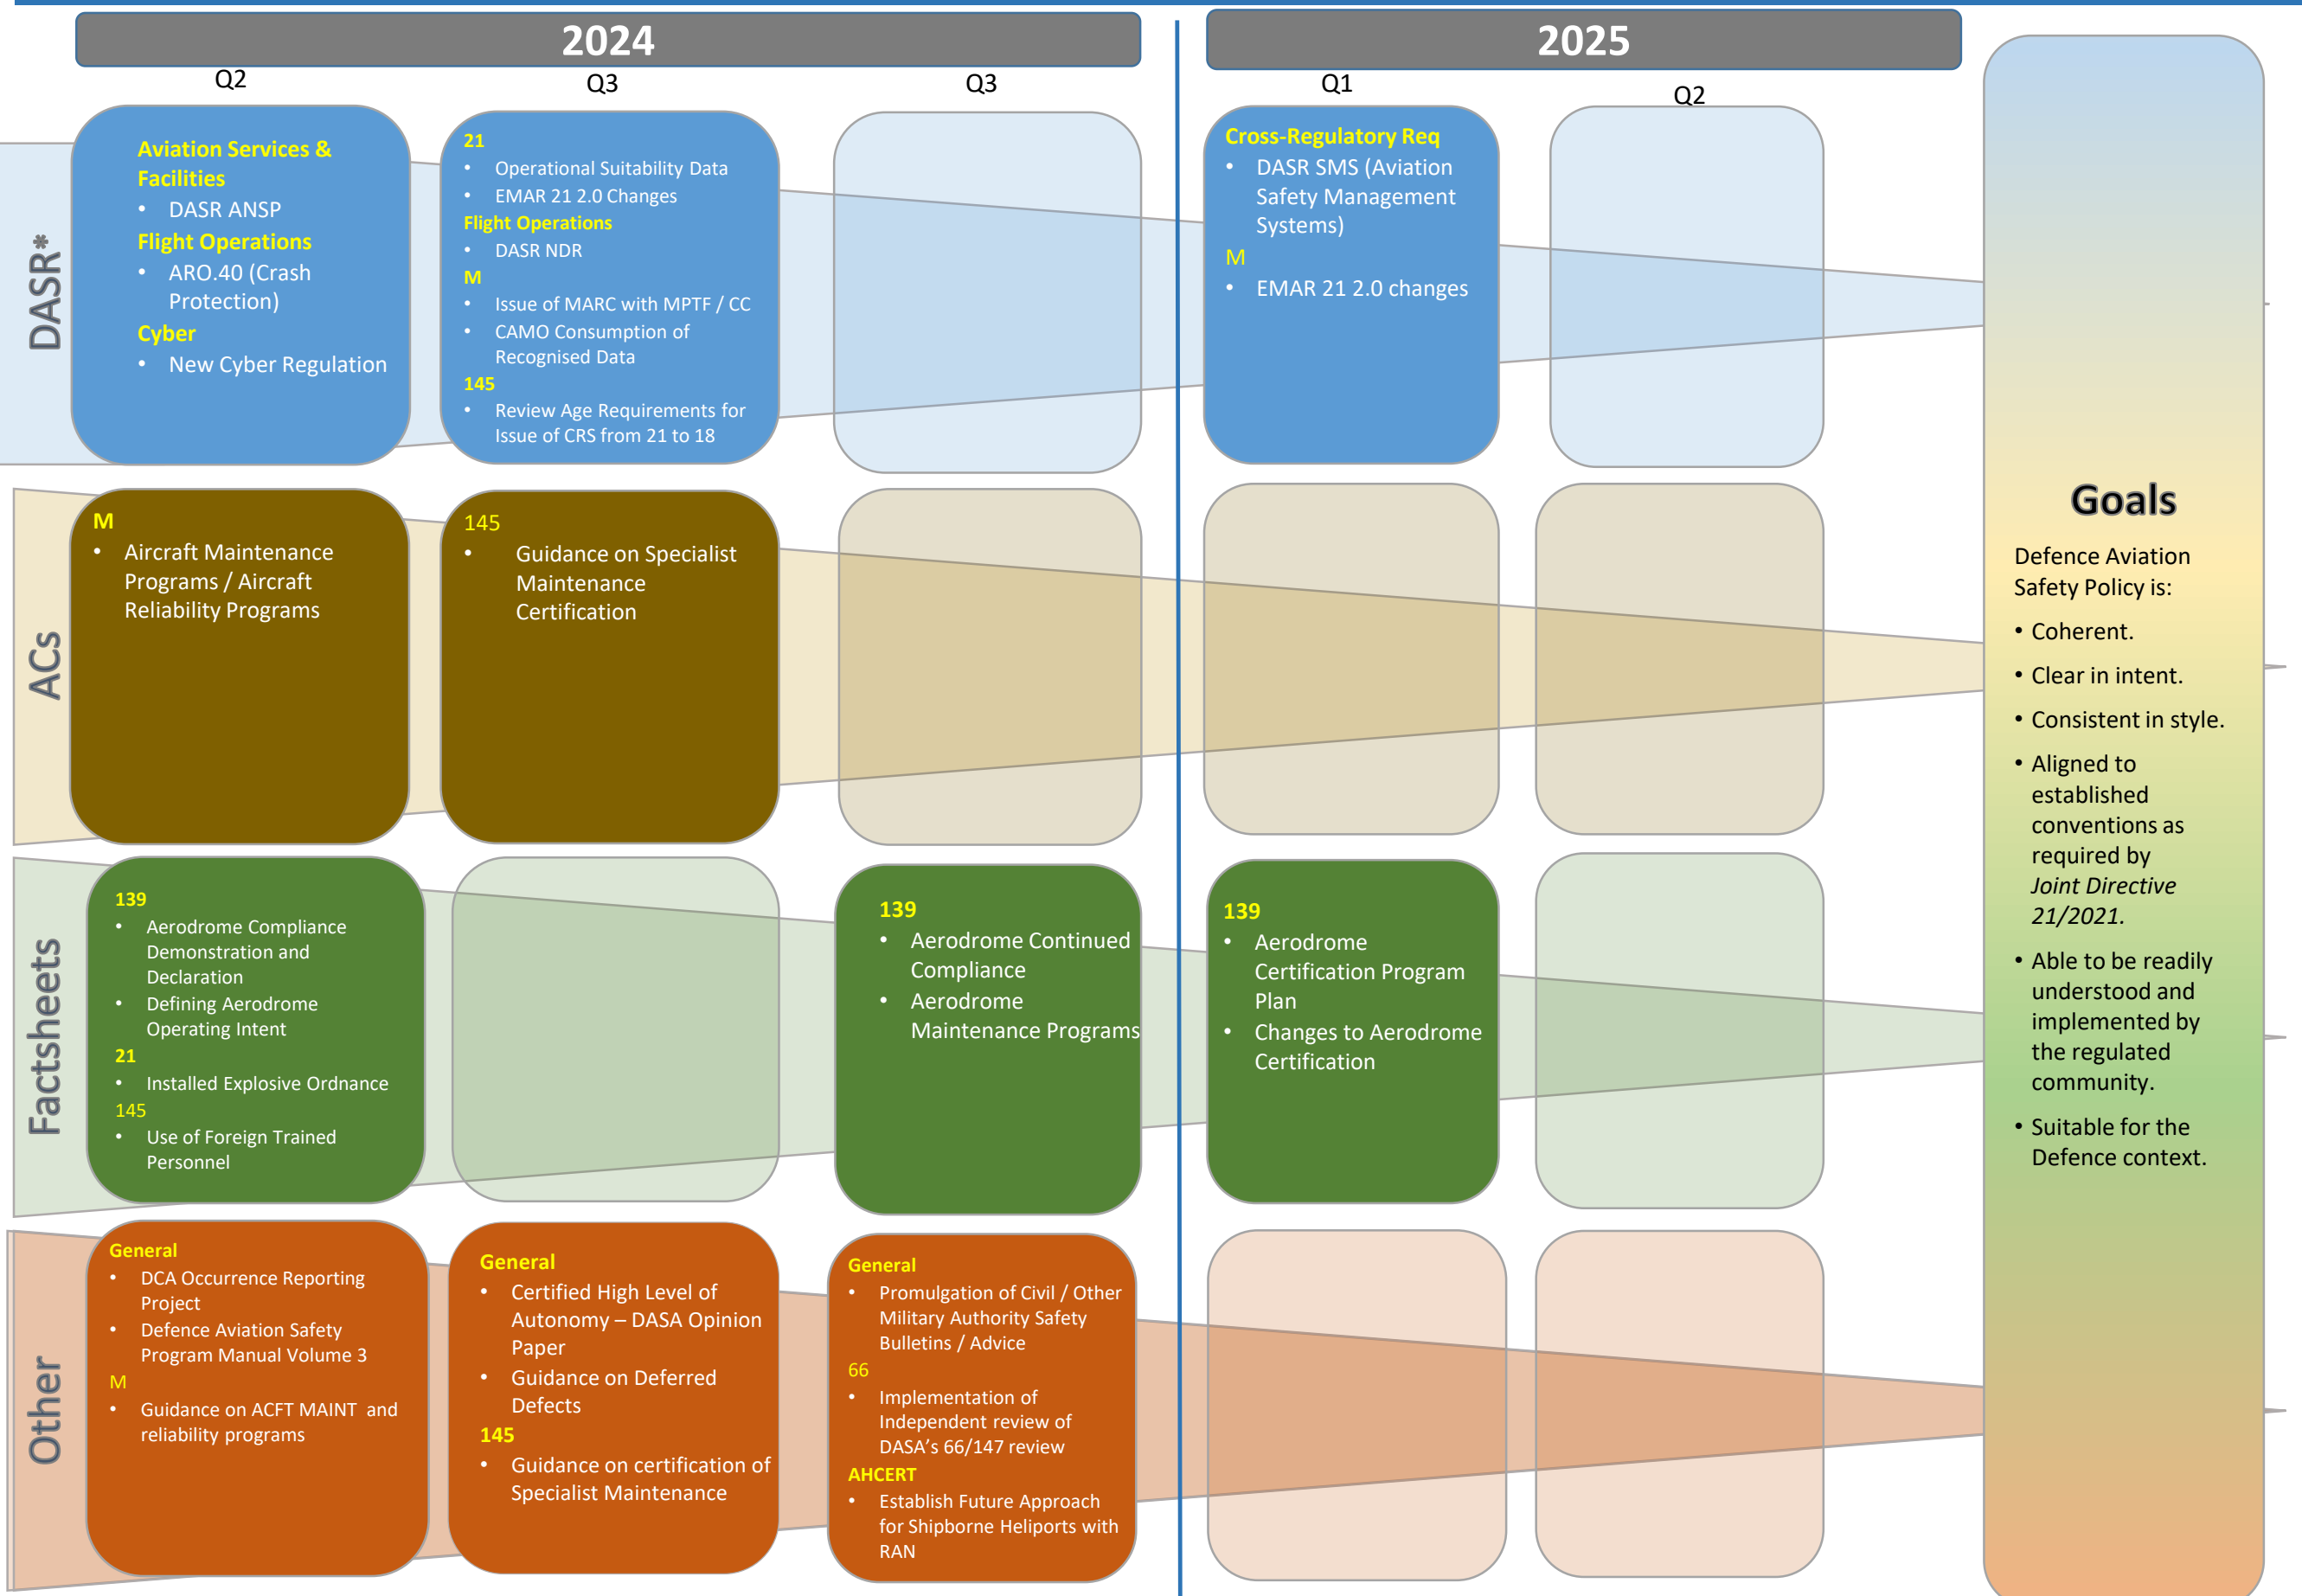 2024
2025
Q2
Q3
Q3
Q1
Q2
DASR*
Aviation Services &
Facilities
• DASR ANSP
Flight Operations
• ARO.40 (Crash
Protection)
Cyber
• New Cyber Regulation
21
• Operational Suitability Data
• EMAR 21 2.0 Changes
Flight Operations
• DASR NDR
M
• Issue of MARC with MPTF / CC
• CAMO Consumption of
Recognised Data
145
• Review Age Requirements for
Issue of CRS from 21 to 18
Cross-Regulatory Req
• DASR SMS (Aviation
Safety Management
Systems)
M
• EMAR 21 2.0 changes
ACs
M
• Aircraft Maintenance
Programs / Aircraft
Reliability Programs
145
• Guidance on Specialist
Maintenance
Certification
Factsheets
139
• Aerodrome Compliance
Demonstration and
Declaration
• Defining Aerodrome
Operating Intent
21
• Installed Explosive Ordnance
145
• Use of Foreign Trained
Personnel
139
• Aerodrome Continued
Compliance
• Aerodrome
Maintenance Programs
139
• Aerodrome
Certification Program
Plan
• Changes to Aerodrome
Certification
Other
General
• DCA Occurrence Reporting
Project
• Defence Aviation Safety
Program Manual Volume 3
M
• Guidance on ACFT MAINT and
reliability programs
General
• Certified High Level of
Autonomy – DASA Opinion
Paper
• Guidance on Deferred
Defects
145
• Guidance on certification of
Specialist Maintenance
General
• Promulgation of Civil / Other
Military Authority Safety
Bulletins / Advice
66
• Implementation of
Independent review of
DASA's 66/147 review
AHCERT
• Establish Future Approach
for Shipborne Heliports with
RAN
Goals
Defence Aviation
Safety Policy is:
• Coherent.
• Clear in intent.
• Consistent in style.
• Aligned to
established
conventions as
required by
Joint Directive
21/2021.
• Able to be readily
understood and
implemented by
the regulated
community.
• Suitable for the
Defence context.